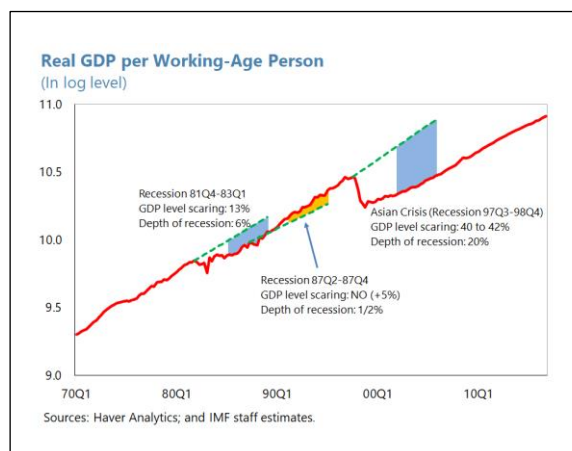 Real GDP per Working-Age Person
(In log level)
11.0
10.5
10.0
9.5
9.0
70Q1
80Q1
90Q1
00Q1
10Q1
Recession 81Q4-83Q1
GDP level scaring: 13%
Depth of recession: 6%
Recession 87Q2-87Q4
GDP level scaring: NO (+5%)
Depth of recession: 1/2%
Asian Crisis (Recession 97Q3-98Q4)
GDP level scaring: 40 to 42%
Depth of recession: 20%
Sources: Haver Analytics; and IMF staff estimates.